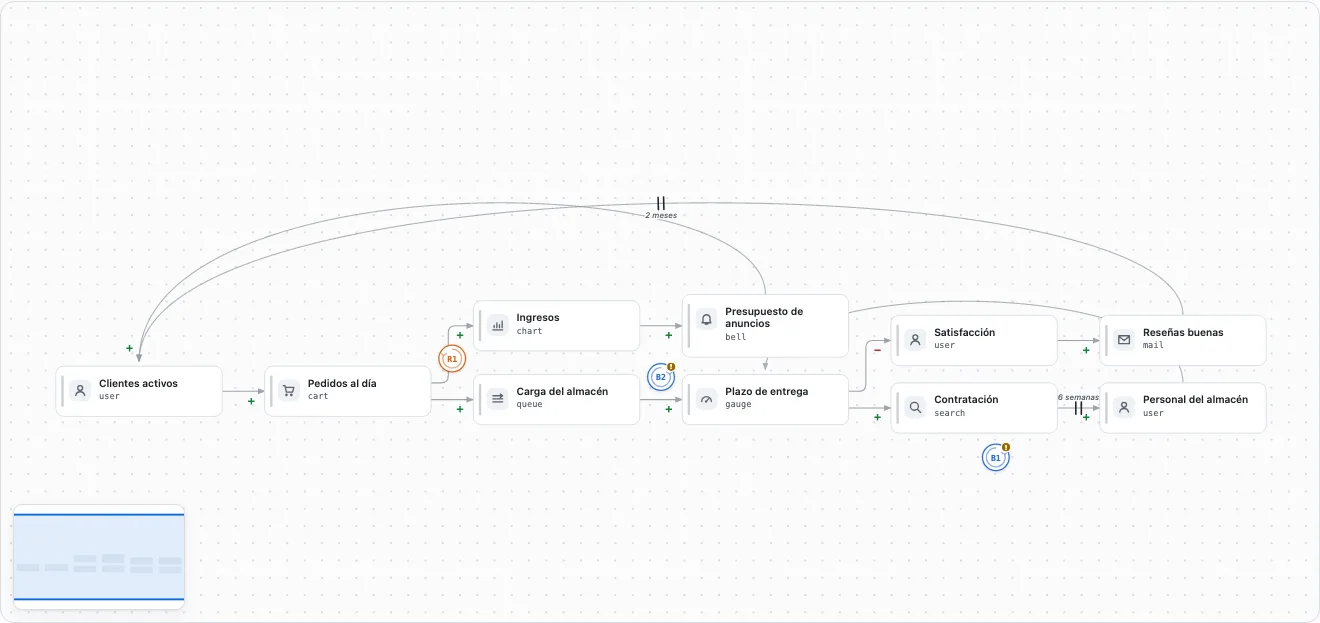 2 meses
Clientes activos
user
+
+
Pedidos al día
cart
R1
+
+
Ingresos
chart
+
Carga del almacén
queue
B2
!
+
Presupuesto de
anuncios
bell
Plazo de entrega
gauge
−
+
Satisfacción
user
+
Contratación
search
6 semanas
+
B1
!
Reseñas buenas
mail
Personal del almacén
user